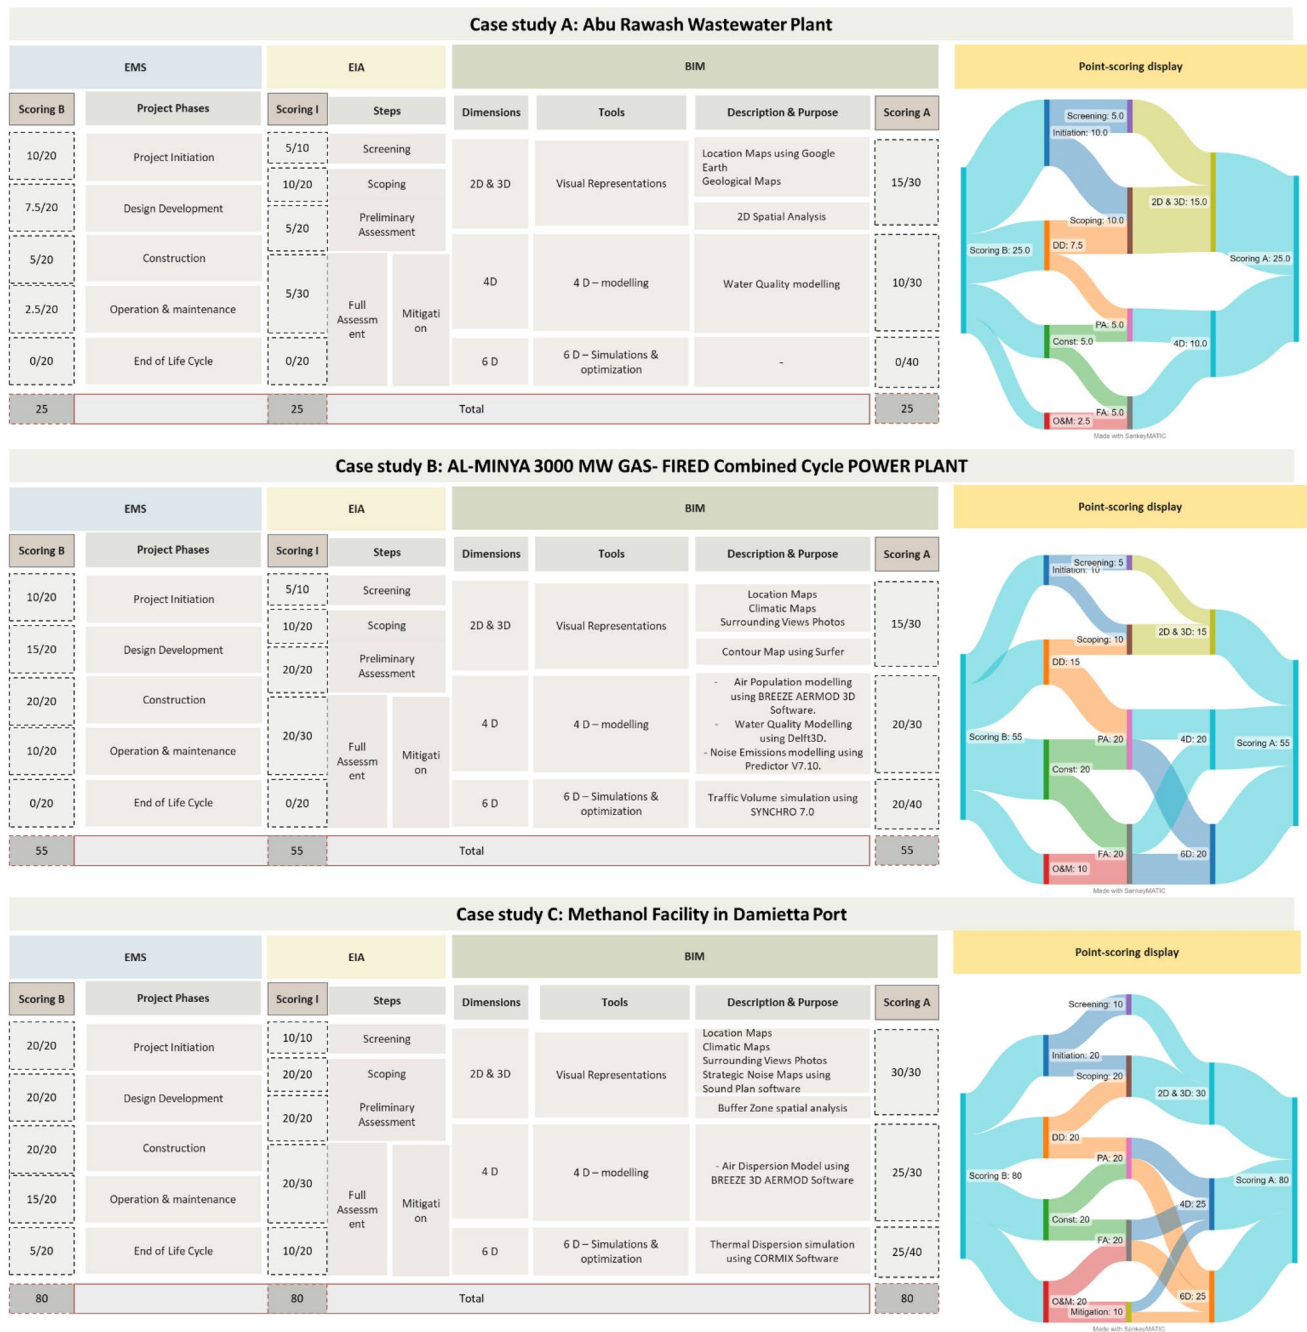 Case study A: Abu Rawash Wastewater Plant
EMS
EIA
BIM
Point-scoring display
Scoring B
Project Phases
Scoring I
Steps
Dimensions
Tools
Description & Purpose
Scoring A
10/20
Project Initiation
7.5/20
Design Development
5/20
Construction
2.5/20
Operation & maintenance
0/20
End of Life Cycle
5/10
Screening
10/20
Scoping
5/20
Preliminary
Assessment
5/30
0/20
Full
Assessm
ent
Mitigati
on
2D & 3D
Visual Representations
Location Maps using Google
Earth
Geological Maps
2D Spatial Analysis
15/30
4D
4 D – modelling
Water Quality modelling
10/30
6 D
6 D – Simulations &
optimization
-
0/40
25
25
Total
25
Screening: 5.0
Initiation: 10.0
2D & 3D: 15.0
Scoping: 10.0
Scoring B: 25.0
DD: 7.5
Scoring A: 25.0
PA: 5.0
Const: 5.0
4D: 10.0
FA: 5.0
O&M: 2.5
Made with SankeyMATIC
Case study B: AL-MINYA 3000 MW GAS- FIRED Combined Cycle POWER PLANT
EMS
EIA
BIM
Point-scoring display
Scoring B
Project Phases
Scoring I
Steps
Dimensions
Tools
Description & Purpose
Scoring A
10/20
Project Initiation
15/20
Design Development
20/20
Construction
10/20
Operation & maintenance
0/20
End of Life Cycle
5/10
Screening
10/20
Scoping
20/20
Preliminary
Assessment
20/30
0/20
Full
Assessm
ent
Mitigati
on
2D & 3D
Visual Representations
Location Maps
Climatic Maps
Surrounding Views Photos
Contour Map using Surfer
15/30
4 D
4 D – modelling
- Air Population modelling
using BREEZE AERMOD 3D
Software.
- Water Quality Modelling
using Delft3D.
- Noise Emissions modelling using
Predictor V7.10.
20/30
6 D
6 D – Simulations &
optimization
Traffic Volume simulation using
SYNCHRO 7.0
20/40
55
55
Total
55
Screening: 5
Initiation: 10
2D & 3D: 15
Scoping: 10
DD: 15
Scoring B: 55
PA: 20
4D: 20
Scoring A: 55
Const: 20
FA: 20
6D: 20
O&M: 10
Made with SankeyMATIC
Case study C: Methanol Facility in Damietta Port
EMS
EIA
BIM
Point-scoring display
Scoring B
Project Phases
Scoring I
Steps
Dimensions
Tools
Description & Purpose
Scoring A
20/20
Project Initiation
20/20
Design Development
20/20
Construction
15/20
Operation & maintenance
5/20
End of Life Cycle
10/10
Screening
20/20
Scoping
20/20
Preliminary
Assessment
20/30
10/20
Full
Assessm
ent
Mitigati
on
2D & 3D
Visual Representations
Location Maps
Climatic Maps
Surrounding Views Photos
Strategic Noise Maps using
Sound Plan software
Buffer Zone spatial analysis
30/30
4 D
4 D – modelling
- Air Dispersion Model using
BREEZE 3D AERMOD Software
25/30
6 D
6 D – Simulations &
optimization
Thermal Dispersion simulation
using CORMIX Software
25/40
80
80
Total
80
Screening: 10
Initiation: 20
Scoping: 20
2D & 3D: 30
DD: 20
PA: 20
Scoring B: 80
Scoring A: 80
4D: 25
Const: 20
FA: 20
6D: 25
O&M: 20
Mitigation: 10
Made with SankeyMATIC